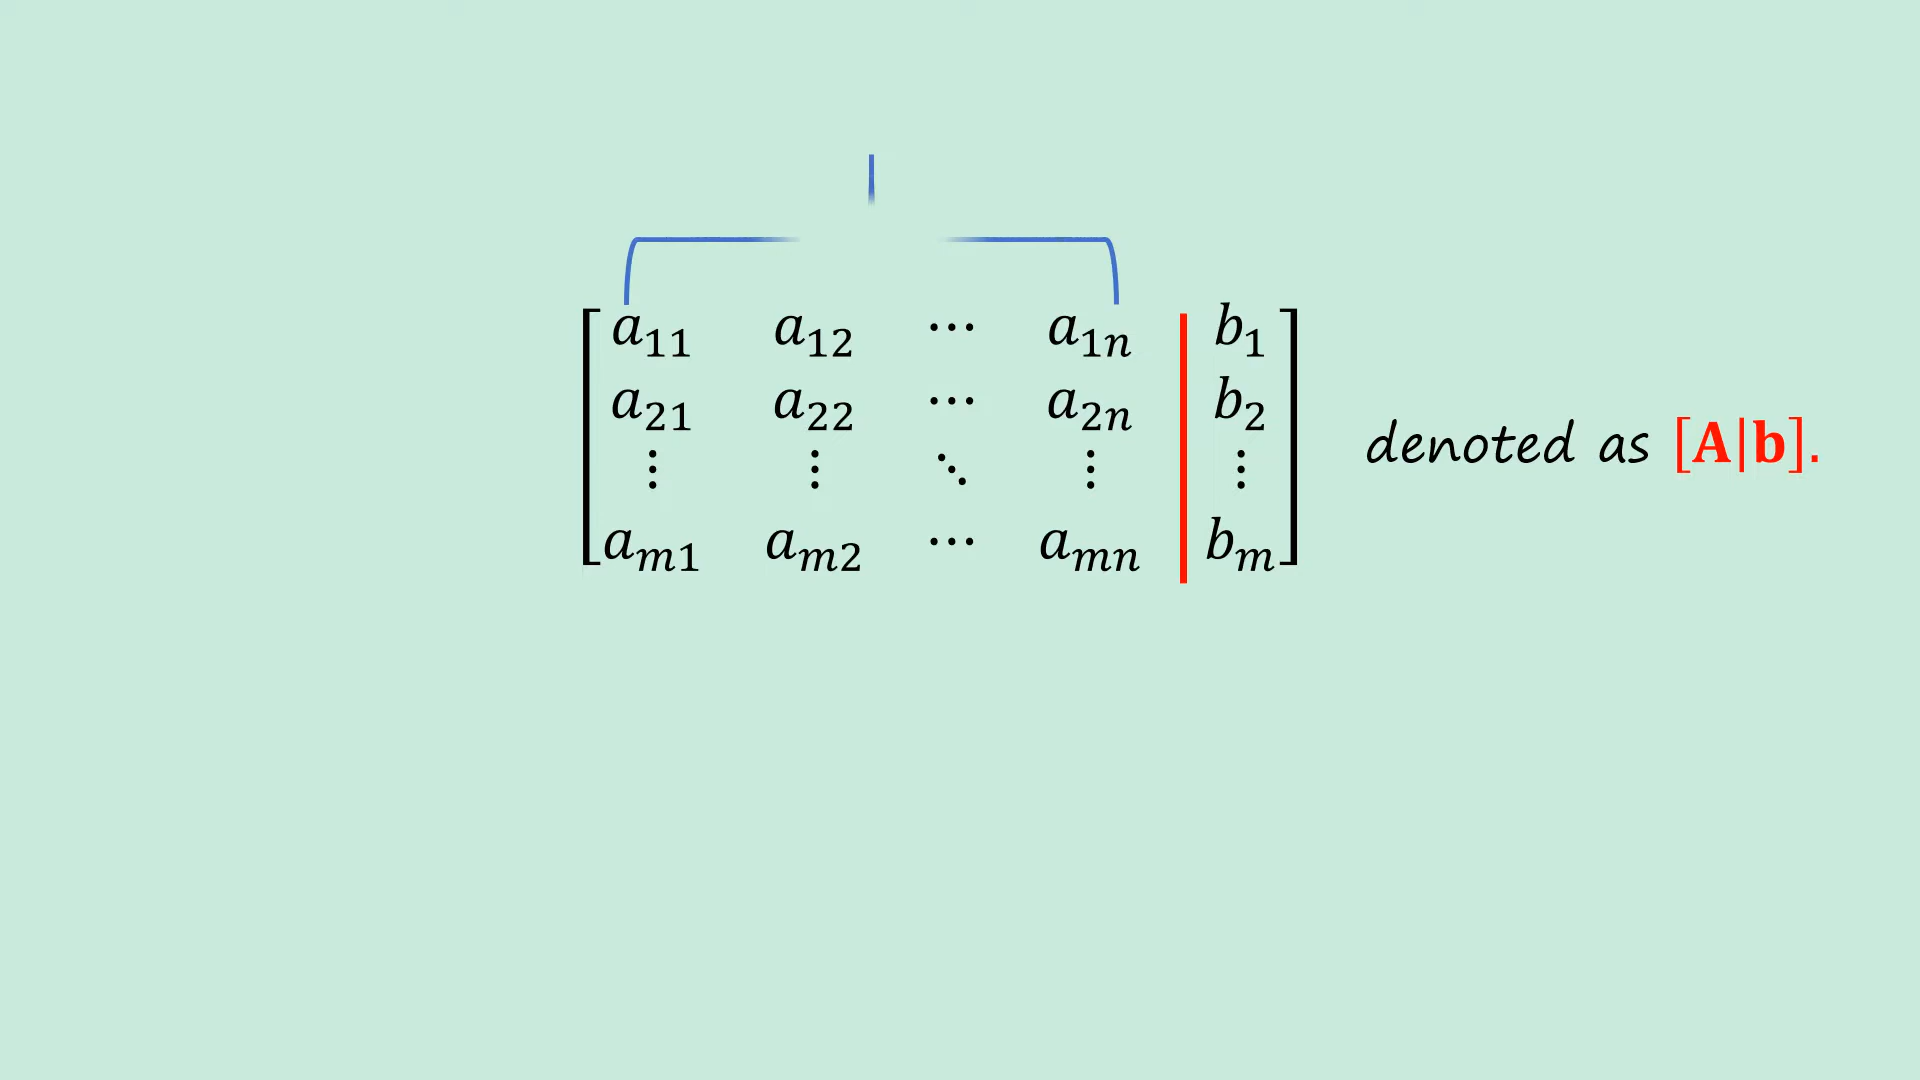 a₁₁ a₁₂ ⋯ a₁ₙ | b₁
a₂₁ a₂₂ ⋯ a₂ₙ | b₂
⋮ ⋮ ⋱ ⋮ | ⋮
aₘ₁ aₘ₂ ⋯ aₘₙ | bₘ
denoted as [A|b].